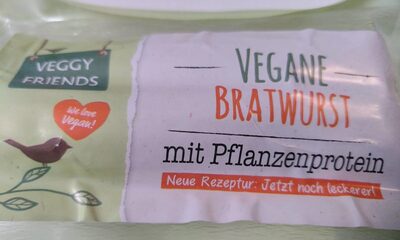 VEGGY
FRIENDS
We love
Vegan!
VEGANE
BRATWURST
mit Pflanzenprotein
Neue Rezeptur: Jetzt noch leckerer!